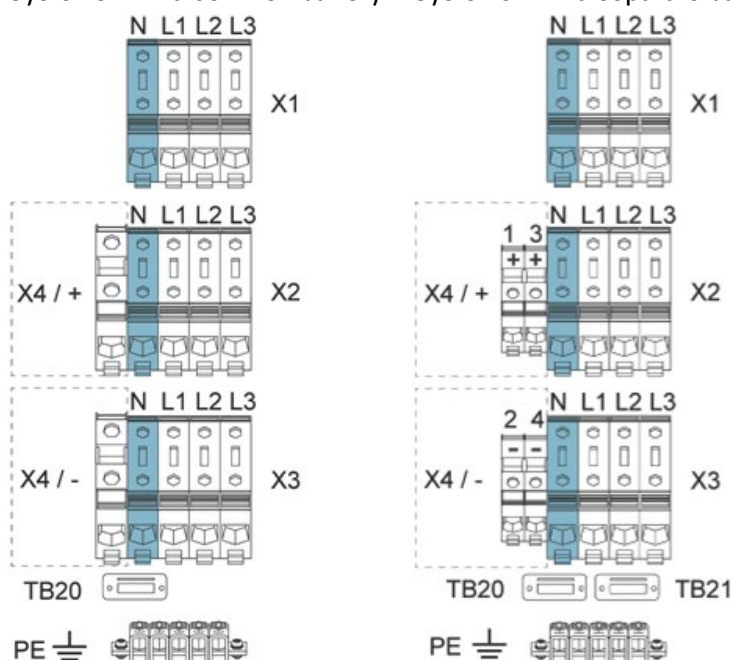 N L1 L2 L3
X1
N L1 L2 L3
X4 / +
X2
N L1 L2 L3
X4 / -
X3
TB20
PE
N L1 L2 L3
X1
N L1 L2 L3
1 3
+ +
X4 / +
X2
N L1 L2 L3
2 4
- -
X4 / -
X3
TB20
TB21
PE